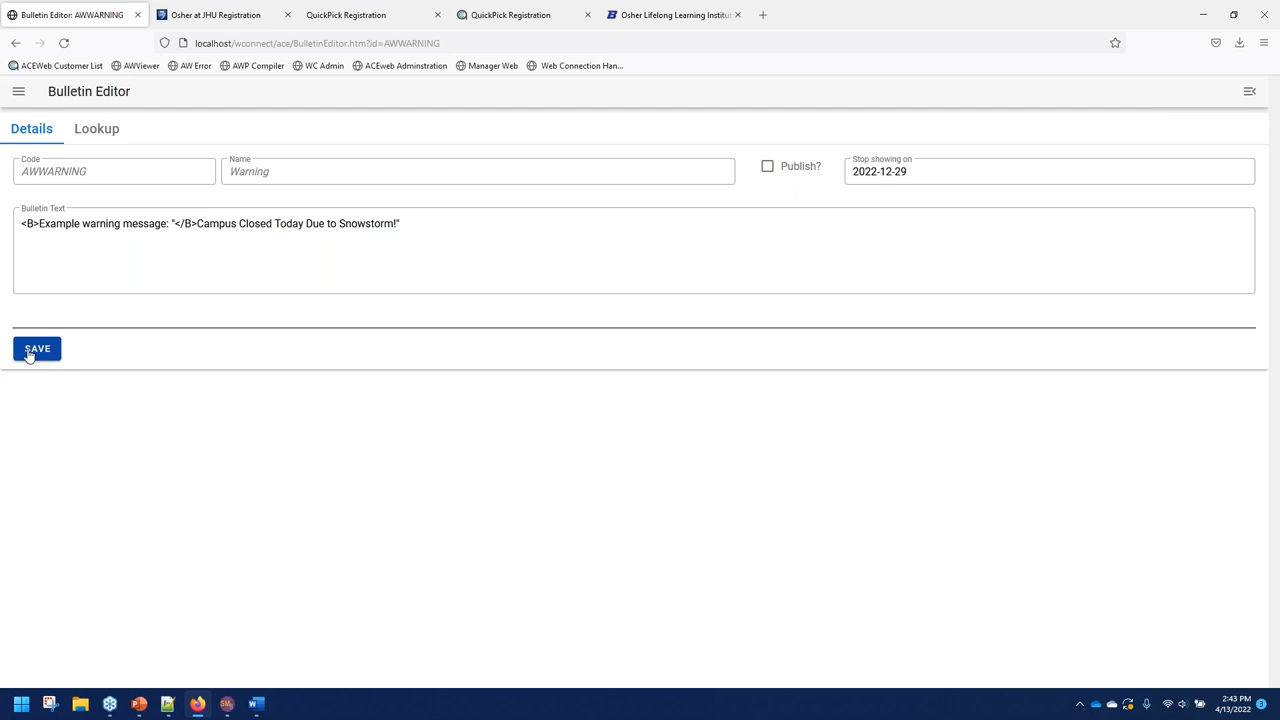 Bulletin Editor: AWWARNING
Osher at JHU Registration
QuickPick Registration
QuickPick Registration
Osher Lifelong Learning Institut
localhost/wconnect/ace/BulletinEditor.htm?id=AWWARNING
ACEWeb Customer List
AWViewer
AW Error
AWP Compiler
WC Admin
ACEweb Adminstration
Manager Web
Web Connection Han...
Bulletin Editor
Details
Lookup
Code
AWWARNING
Name
Warning
Publish?
Stop showing on
2022-12-29
Bulletin Text
<B>Example warning message: "</B>Campus Closed Today Due to Snowstorm!"
SAVE
2:43 PM
4/13/2022